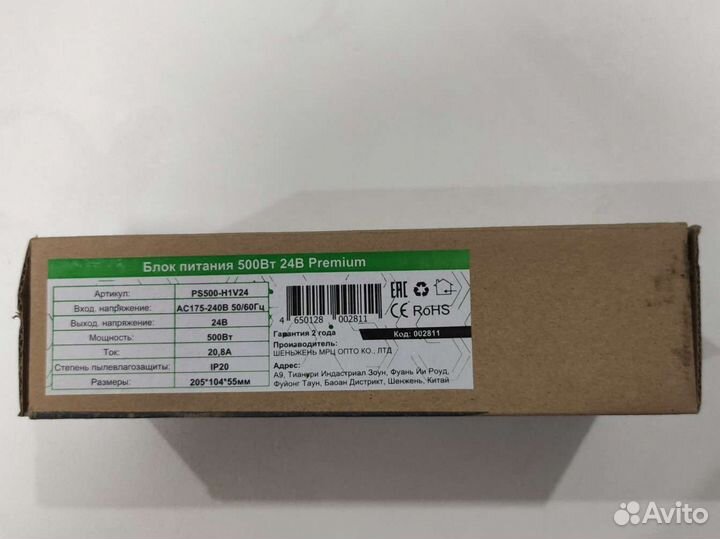 Блок питания 500Вт 24В Premium
Артикул: PS500-H1V24
Вход. напряжение: AC175-240В 50/60Гц
Выход. напряжение: 24В
Мощность: 500Вт
Ток: 20,8А
Степень пылевлагозащиты: IP20
Размеры: 205*104*55мм
4 650128 002811
EAC
CE RoHS
Код: 002811
Гарантия 2 года
Проиаводитель:
ШЕНЬЖЕНЬ МРЦ ОПТО КО., ЛТД
Адрес:
А9, Тианруи Индастриал Зоун, Фуань Йи Роуд,
Фуйонг Таун, Баоан Дистрикт, Шенжень, Китай
Avito